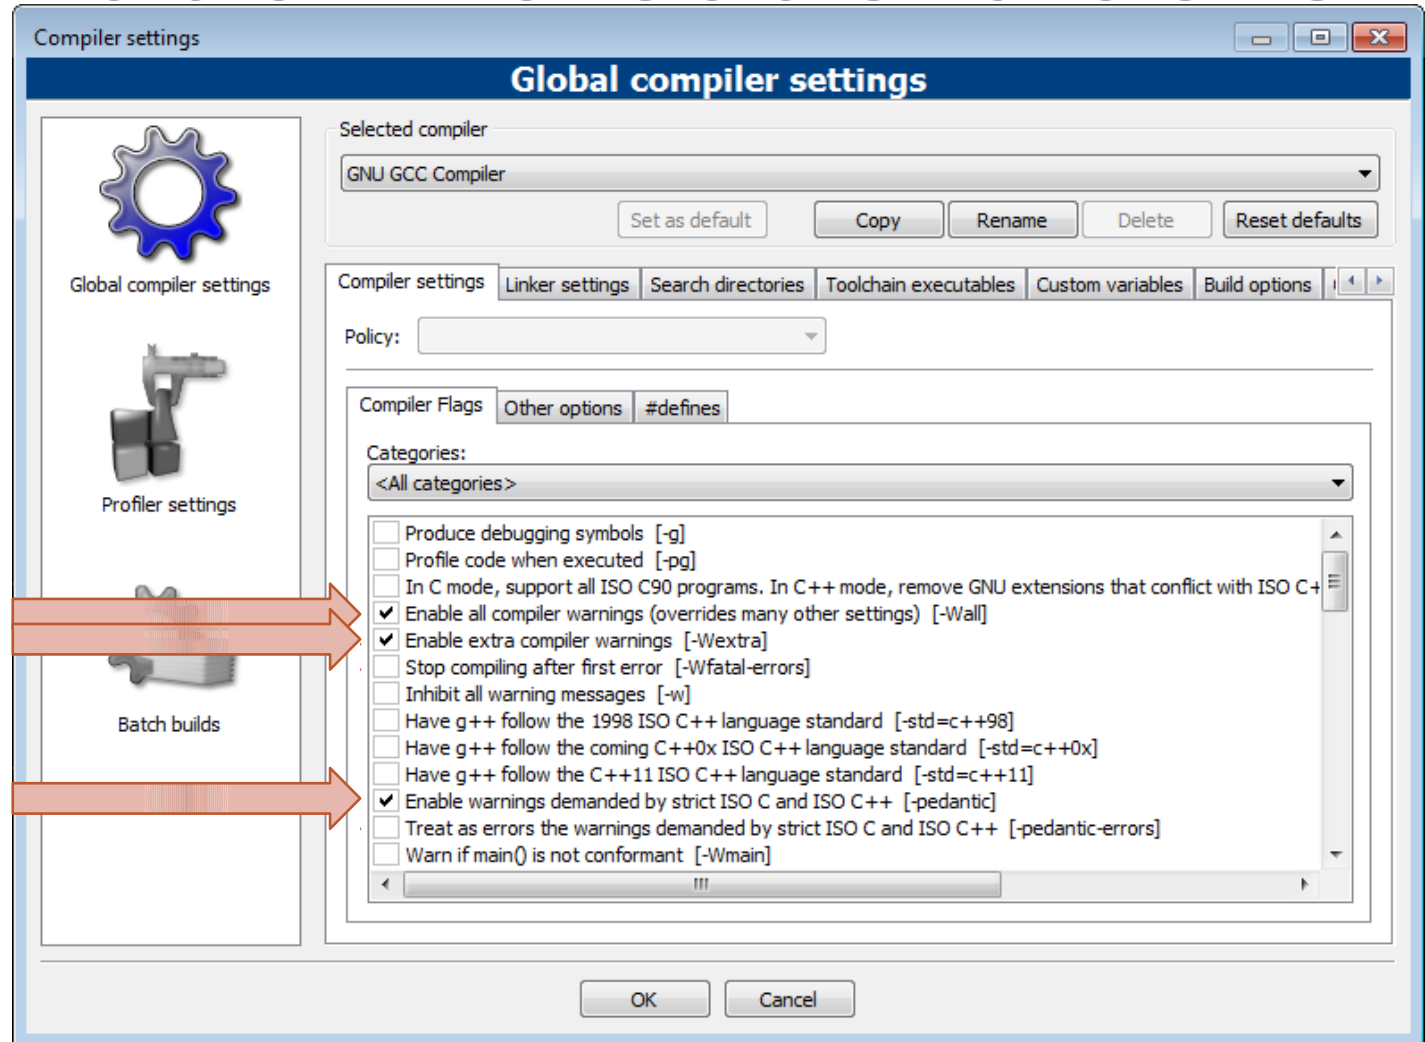 Compiler settings
Global compiler settings
Selected compiler
GNU GCC Compiler
Set as default Copy Rename Delete Reset defaults
Global compiler settings
Profiler settings
Batch builds
Compiler settings Linker settings Search directories Toolchain executables Custom variables Build options
Policy:
Compiler Flags Other options #defines
Categories:
<All categories>
Produce debugging symbols [-g]
Profile code when executed [-pg]
In C mode, support all ISO C90 programs. In C++ mode, remove GNU extensions that conflict with ISO C+
Enable all compiler warnings (overrides many other settings) [-Wall]
Enable extra compiler warnings [-Wextra]
Stop compiling after first error [-Wfatal-errors]
Inhibit all warning messages [-w]
Have g++ follow the 1998 ISO C++ language standard [-std=c++98]
Have g++ follow the coming C++0x ISO C++ language standard [-std=c++0x]
Have g++ follow the C++11 ISO C++ language standard [-std=c++11]
Enable warnings demanded by strict ISO C and ISO C++ [-pedantic]
Treat as errors the warnings demanded by strict ISO C and ISO C++ [-pedantic-errors]
Warn if main() is not conformant [-Wmain]
OK Cancel